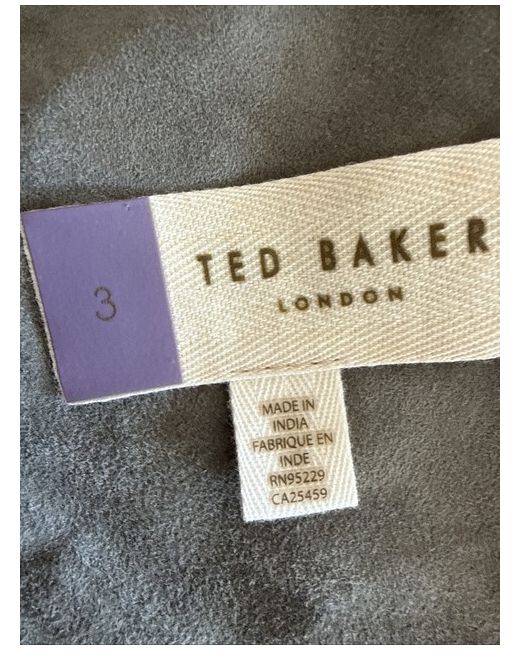 3
TED BAKER
LONDON
MADE IN
INDIA
FABRIQUE EN
INDE
RN95229
CA25459